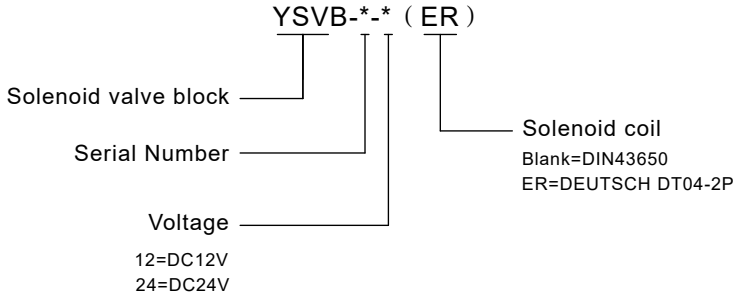 YSVB-*-*（ER）
Solenoid valve block
Serial Number
Voltage
12=DC12V
24=DC24V
Solenoid coil
Blank=DIN43650
ER=DEUTSCH DT04-2P